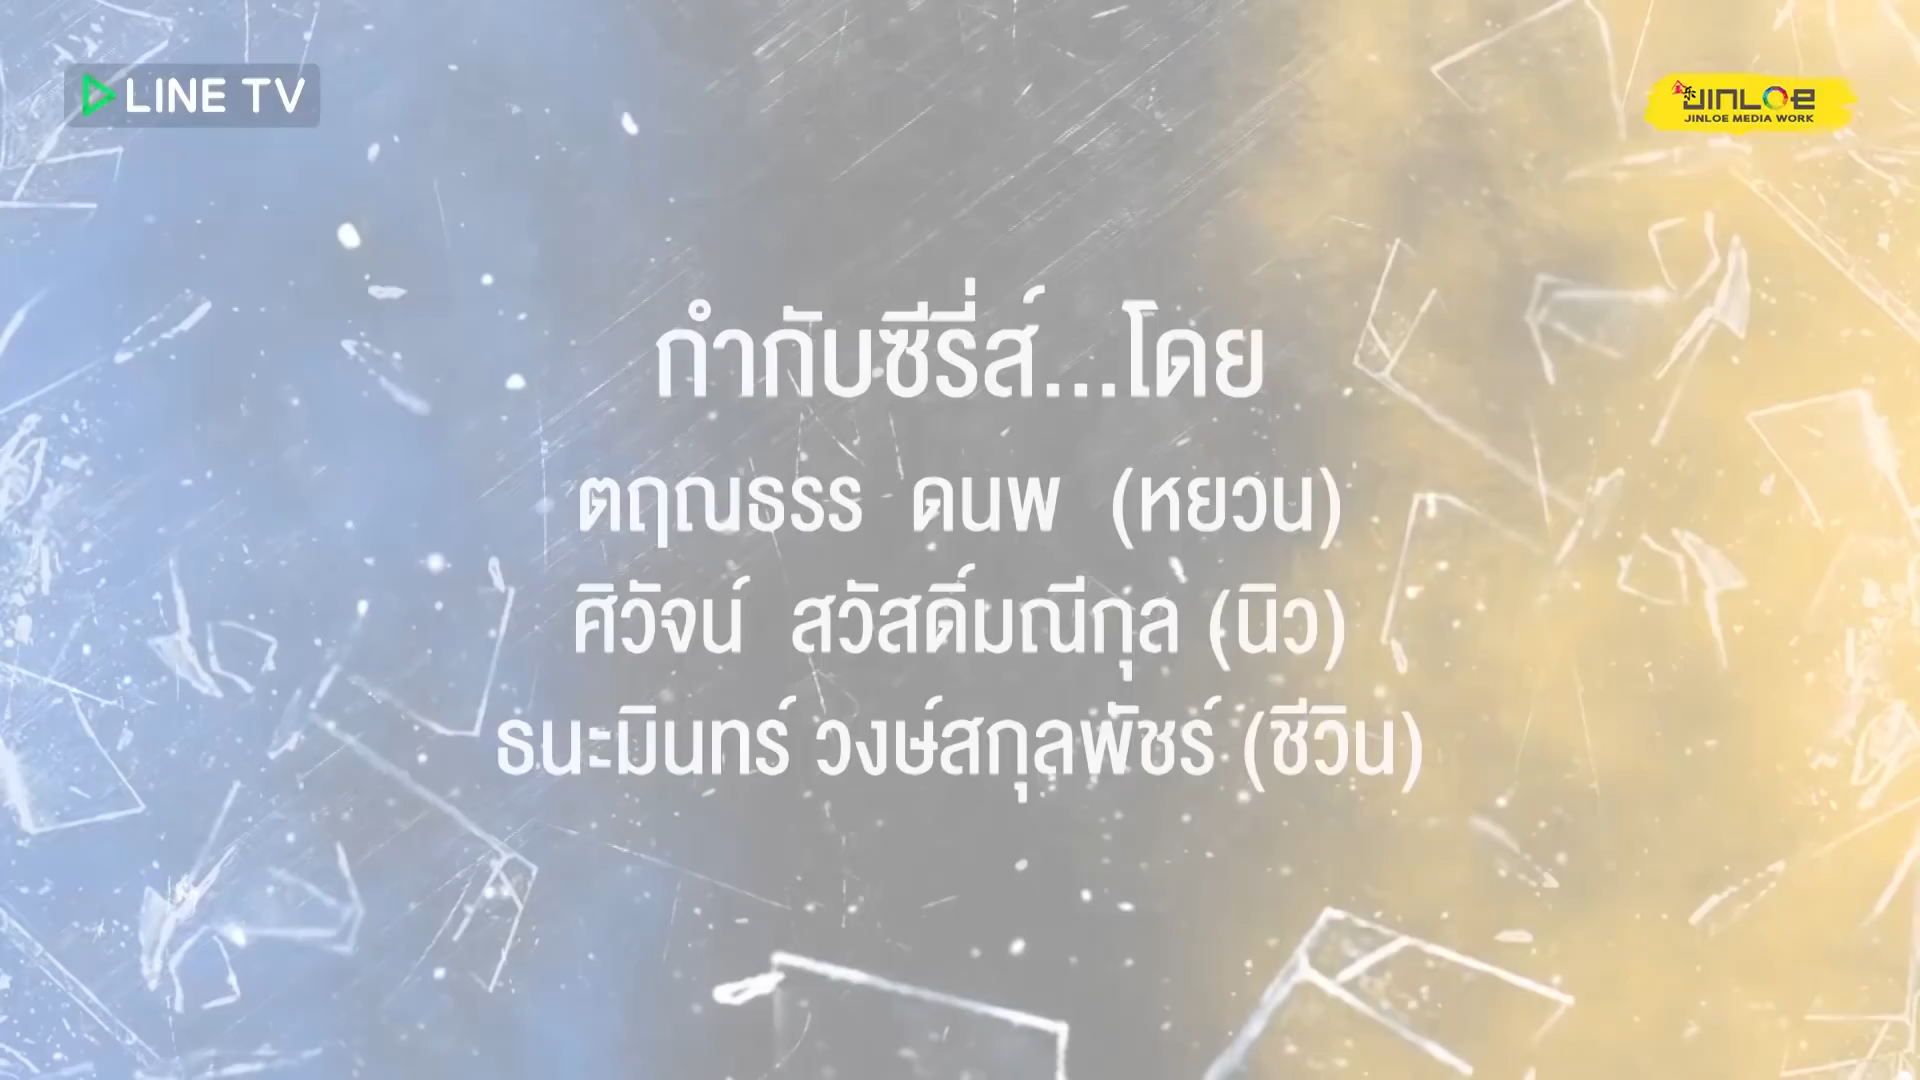 LINE TV
JINLOE
JINLOE MEDIA WORK
กำกับซีรี่ส์...โดย
ตฤณธรร ดนพ (หยวน)
ศิวัจน์ สวัสดิ์มณีกุล (นิว)
ธนะมินทร์ วงษ์สกุลพัชร์ (ชีวิน)